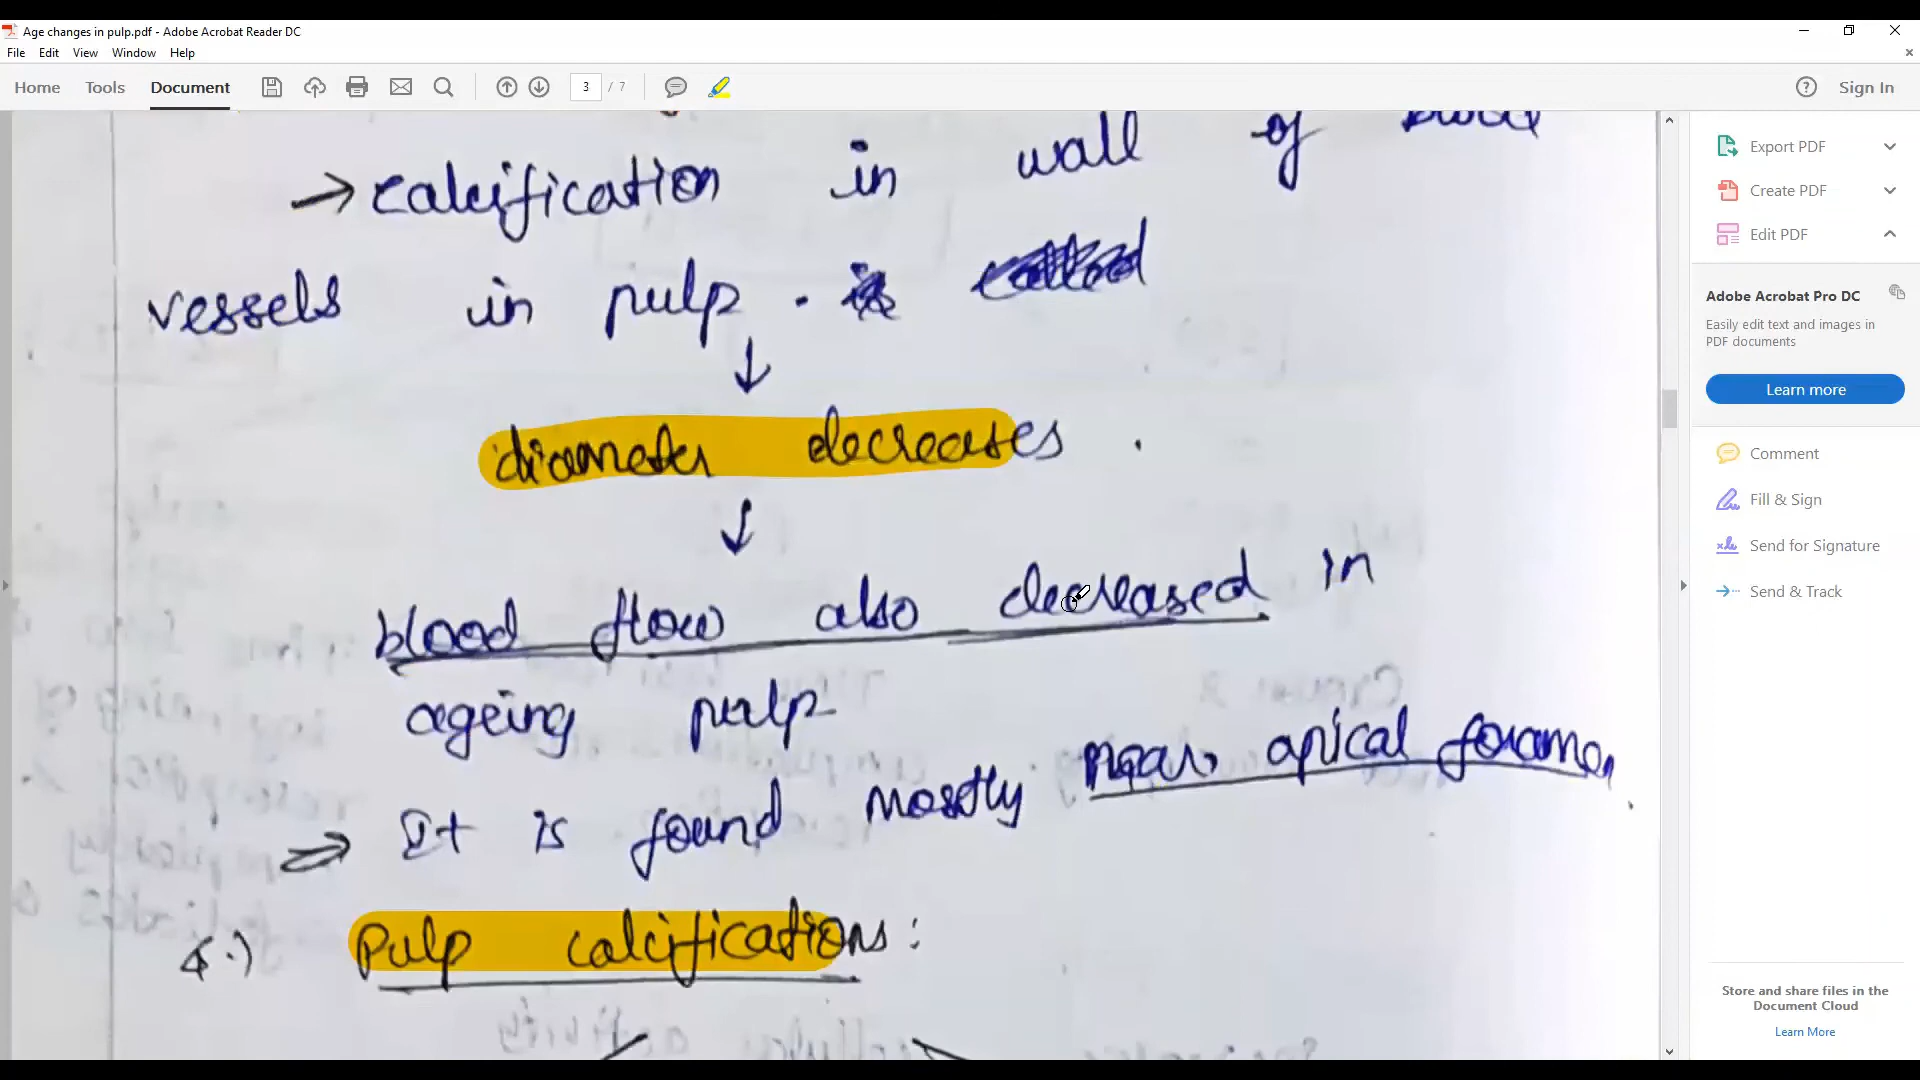 Age changes in pulp.pdf - Adobe Acrobat Reader DC
File Edit View Window Help
Home Tools Document 3 / 7 Sign In
→ calcification in wall of
vessels in pulp .
↓
diameter decreases .
↓
blood flow also decreased in
ageing pulp
⇒ It is found mostly near apical foramen
Pulp calcifications :
Export PDF
Create PDF
Edit PDF
Adobe Acrobat Pro DC
Easily edit text and images in
PDF documents
Learn more
Comment
Fill & Sign
Send for Signature
Send & Track
Store and share files in the
Document Cloud
Learn More